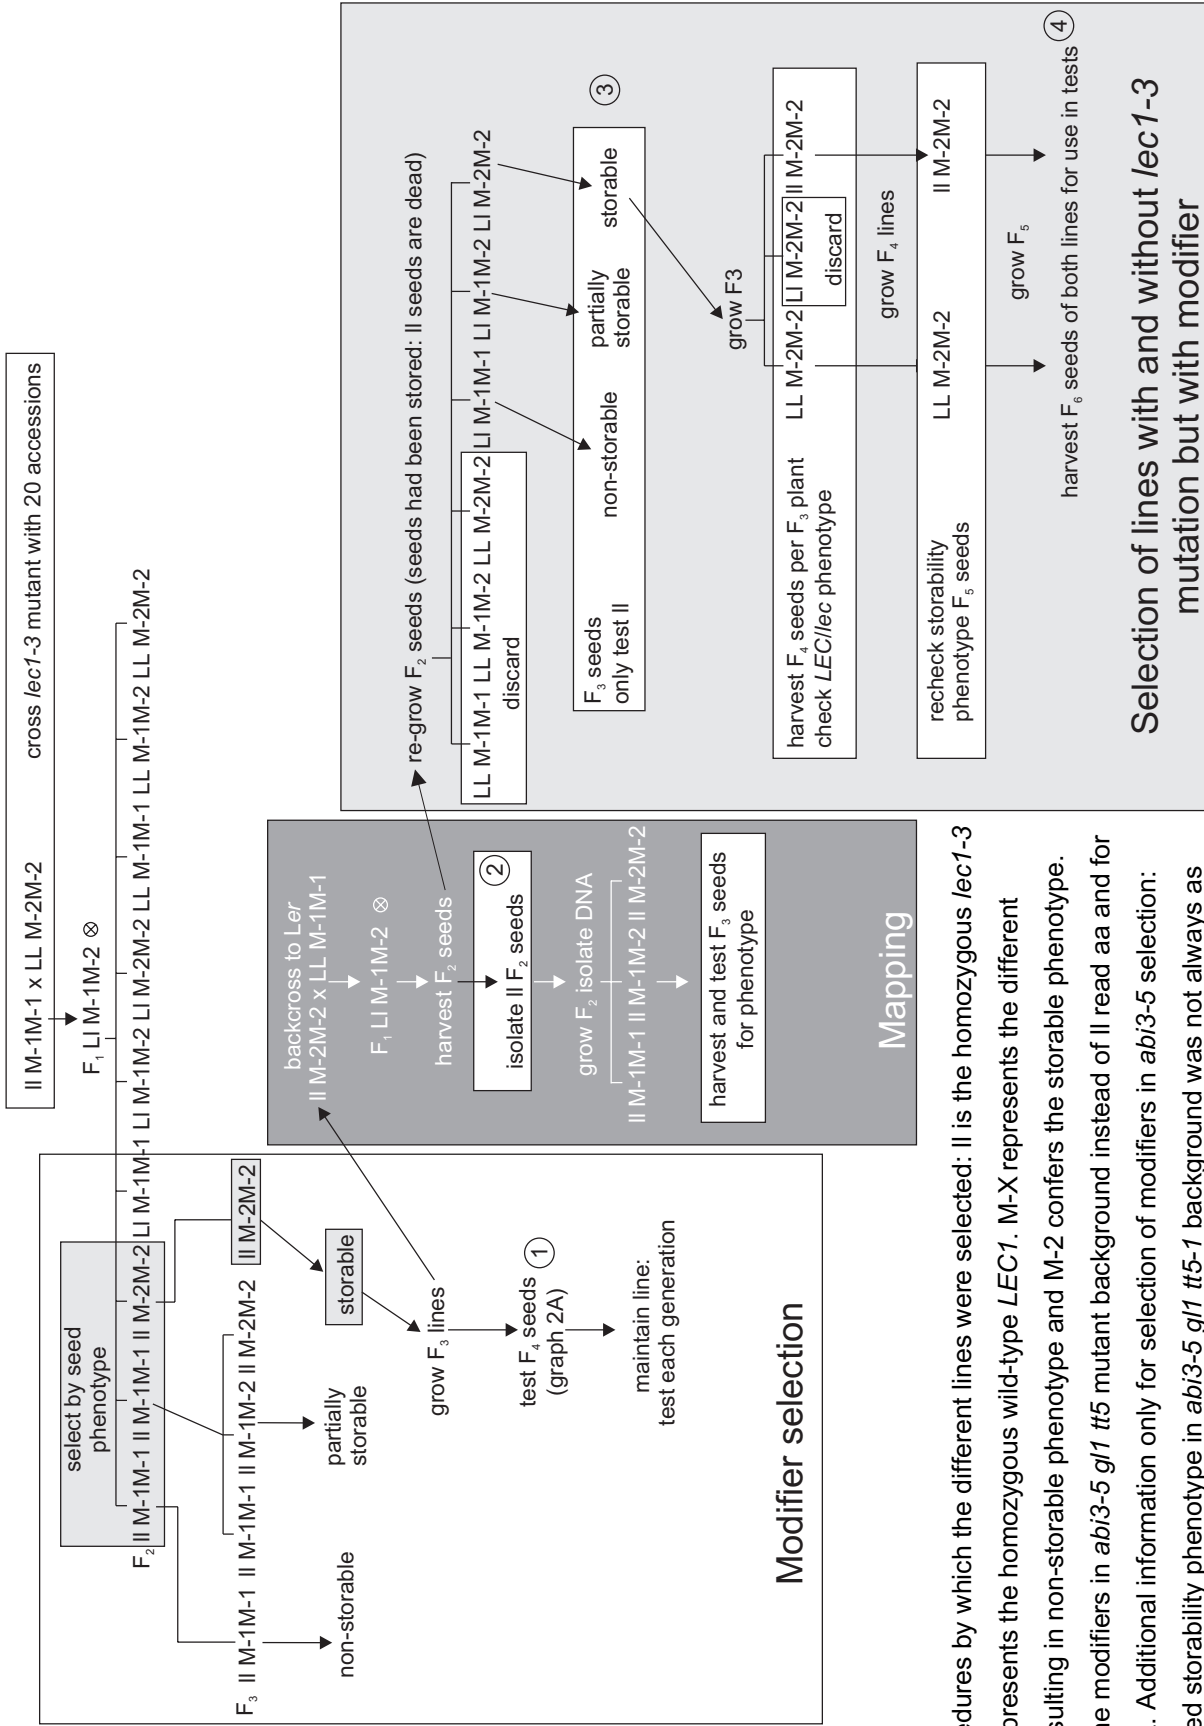 ll M-1M-1 x LL M-2M-2 cross lec1-3 mutant with 20 accessions
F₁ Ll M-1M-2 ⊗
select by seed
phenotype
F₂ ll M-1M-1 ll M-1M-1 ll M-2M-2 Ll M-1M-1 Ll M-1M-2 Ll M-2M-2 LL M-1M-1 LL M-1M-2 LL M-2M-2
F₃ ll M-1M-1 ll M-1M-1 ll M-1M-2 ll M-2M-2 ll M-2M-2
non-storable
partially
storable
storable
grow F₃ lines
test F₄ seeds ①
(graph 2A)
maintain line:
test each generation
Modifier selection
backcross to Ler
ll M-2M-2 x LL M-1M-1
F₁ Ll M-1M-2 ⊗
harvest F₂ seeds
②
isolate ll F₂ seeds
grow F₂ isolate DNA
ll M-1M-1 ll M-1M-2 ll M-2M-2
harvest and test F₃ seeds
for phenotype
Mapping
re-grow F₂ seeds (seeds had been stored: ll seeds are dead)
LL M-1M-1 LL M-1M-2 LL M-2M-2 Ll M-1M-1 Ll M-1M-2 Ll M-2M-2
discard
F₃ seeds
only test ll
non-storable
partially
storable
storable
③
grow F3
harvest F₄ seeds per F₃ plant
check LEC/lec phenotype
LL M-2M-2 Ll M-2M-2 ll M-2M-2
discard
grow F₄ lines
recheck storability
phenotype F₅ seeds
LL M-2M-2 ll M-2M-2
grow F₅
harvest F₆ seeds of both lines for use in tests ④
Selection of lines with and without lec1-3
mutation but with modifier
edures by which the different lines were selected: ll is the homozygous lec1-3
presents the homozygous wild-type LEC1. M-X represents the different
sulting in non-storable phenotype and M-2 confers the storable phenotype.
ne modifiers in abi3-5 gl1 tt5 mutant background instead of ll read aa and for
. Additional information only for selection of modifiers in abi3-5 selection:
ed storability phenotype in abi3-5 gl1 tt5-1 background was not always as